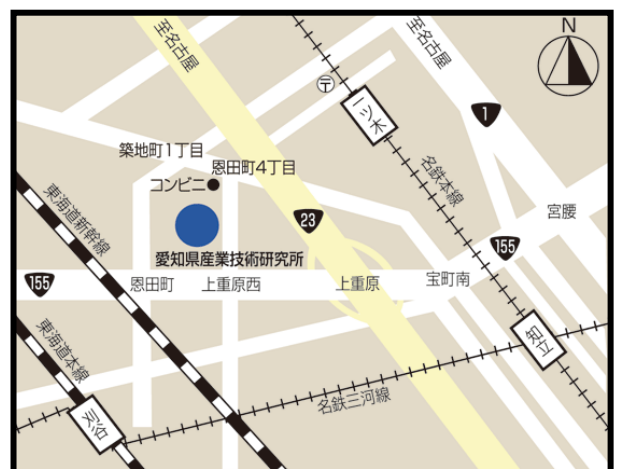 N
至名古屋
至名古屋
〒
一ツ木
1
築地町1丁目
恩田町4丁目
コンビニ
名鉄本線
東海道新幹線
23
宮腰
愛知県産業技術研究所
155
155
恩田町
上重原西
上重原
宝町南
東海道本線
知立
名鉄三河線
刈谷